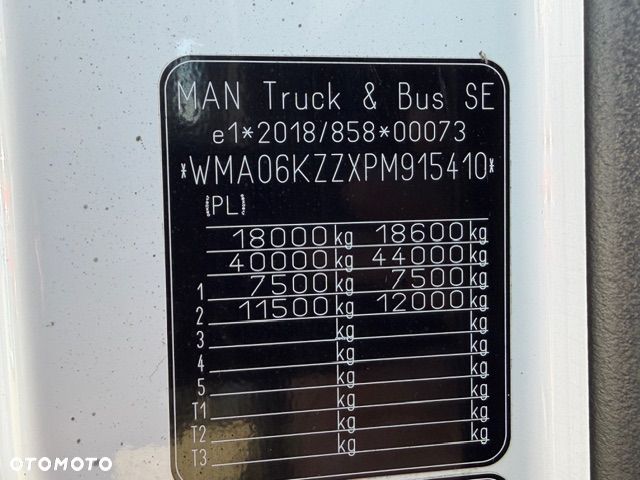 MAN Truck & Bus SE
e1*2018/858*00073
*WMA06KZZXPM915410*
(PL)
18000 kg 18600 kg
40000 kg 44000 kg
1 7500 kg 7500 kg
2 11500 kg 12000 kg
3 kg kg
4 kg kg
5 kg kg
T1 kg kg
T2 kg kg
T3 kg kg
OTOMOTO